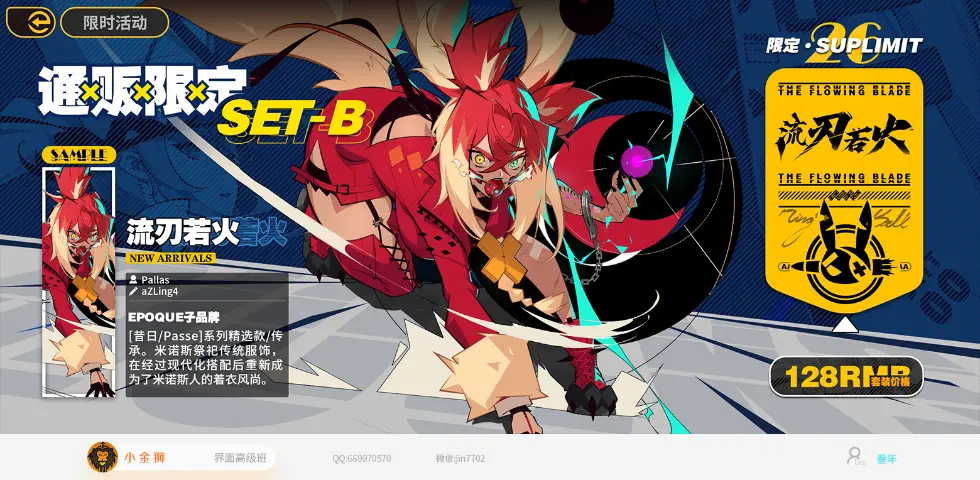 限时活动
通×贩×限×定
SET-B
SAMPLE
流刃若火
NEW ARRIVALS
Pallas
aZLing4
EPOQUE子品牌
[昔日/Passe]系列精选款/传
承。米诺斯祭把传统服饰，
在经过现代化搭配后重新成
为了米诺斯人的着衣风尚。
26
限定·SUPLIMIT
THE FLOWING BLADE
流刃若火
THE FLOWING BLADE
128RMB
套装价格
小金狮
界面高级班
QQ:669970570
微信:jin7702
叁年